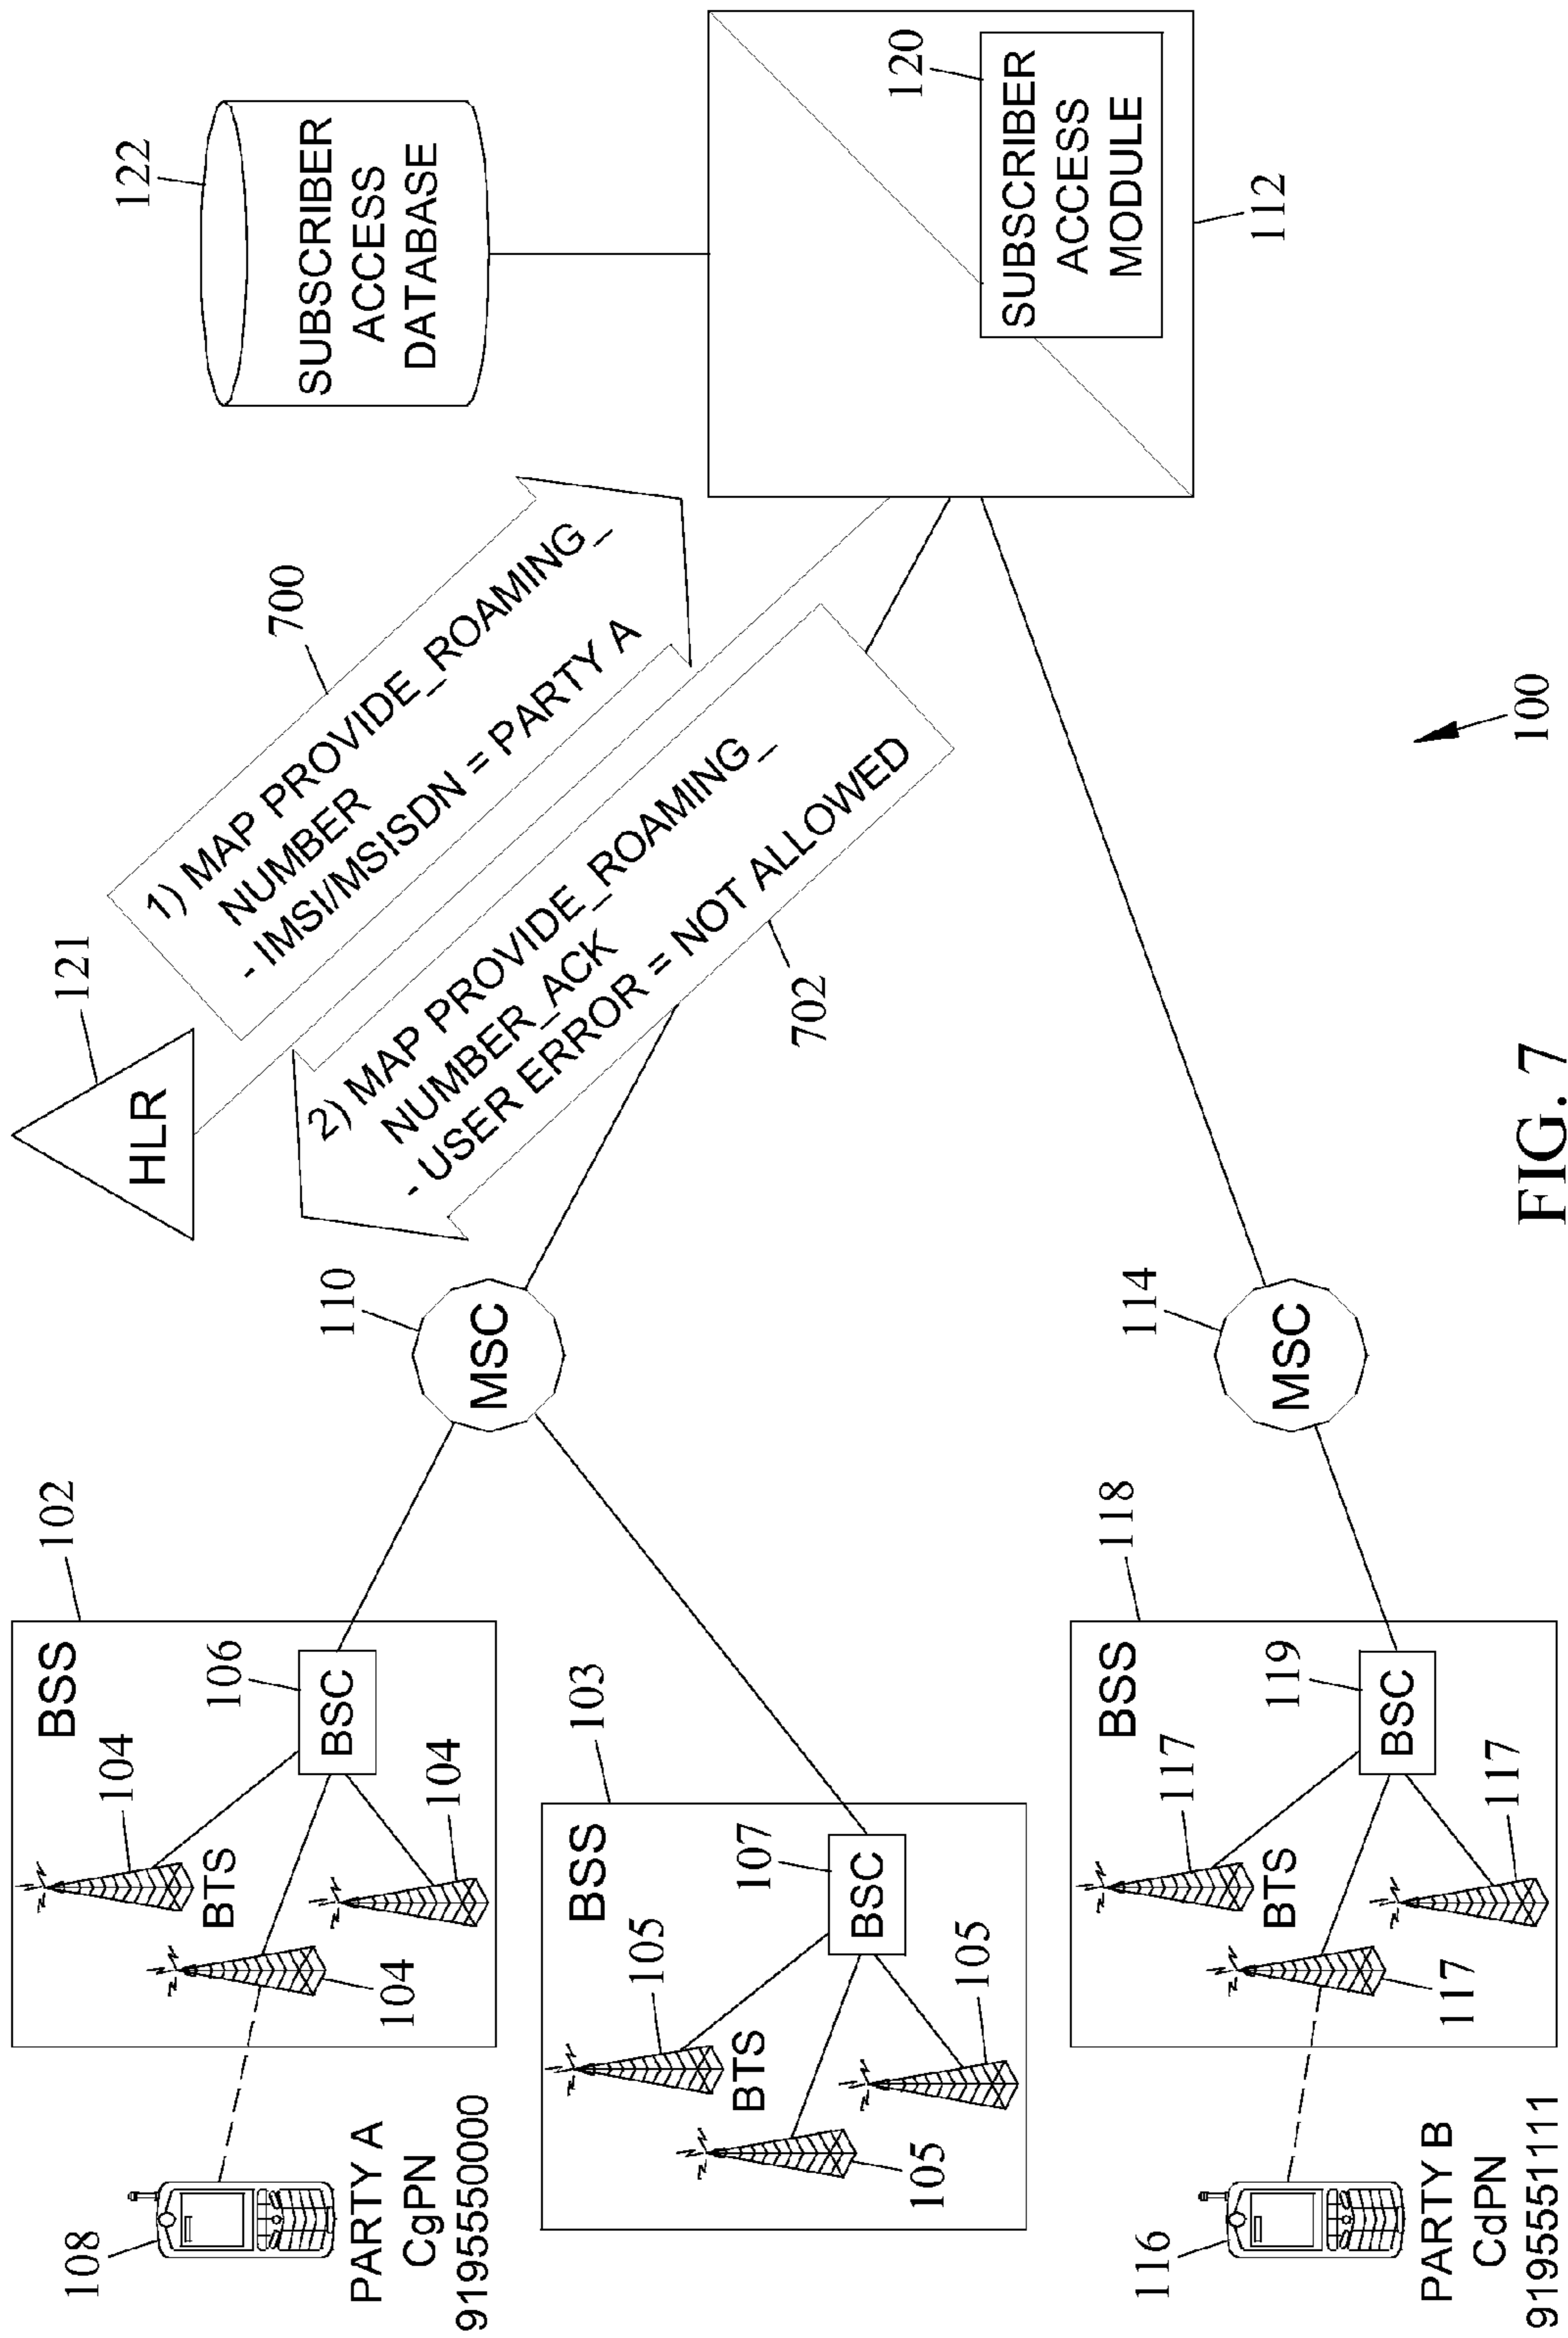 102
BSS
104
106
BSC
BTS
104
104
108
PARTY A
CgPN
9195550000
103
BSS
105
107
BSC
BTS
105
105
118
BSS
117
119
BSC
BTS
117
117
116
PARTY B
CdPN
9195551111
110
MSC
114
MSC
121
HLR
700
1) MAP PROVIDE_ROAMING_
NUMBER
- IMSI/MSISDN = PARTY A
2) MAP PROVIDE_ROAMING_
NUMBER_ACK
- USER ERROR = NOT ALLOWED
702
122
SUBSCRIBER
ACCESS
DATABASE
120
SUBSCRIBER
ACCESS
MODULE
112
100
FIG. 7